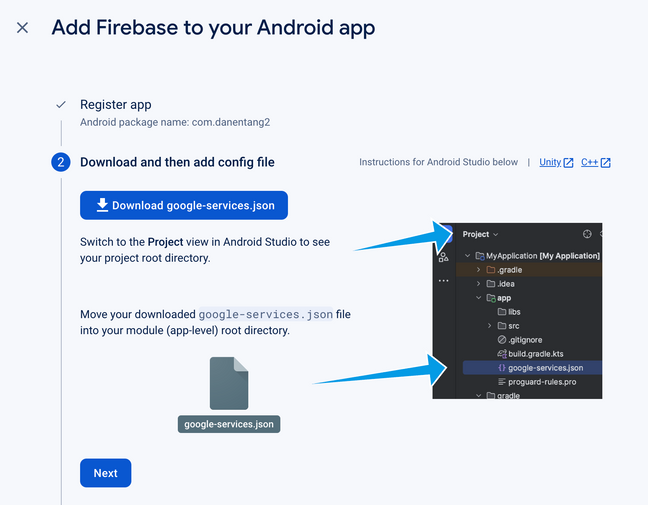 Add Firebase to your Android app
Register app
Android package name: com.danentang2
2
Download and then add config file
Instructions for Android Studio below | Unity C++
Download google-services.json
Switch to the Project view in Android Studio to see
your project root directory.
Move your downloaded google-services.json file
into your module (app-level) root directory.
google-services.json
Next
Project
MyApplication [My Application]
.gradle
.idea
app
libs
src
.gitignore
build.gradle.kts
google-services.json
proguard-rules.pro
gradle